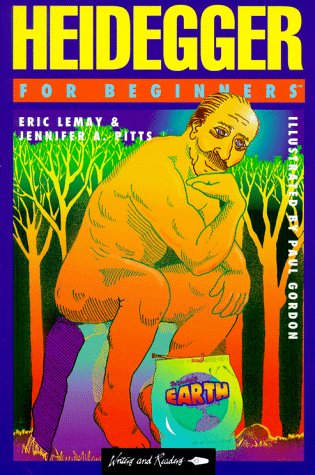 HEIDEGGER
FOR BEGINNERS™
ERIC LEMAY &
JENNIFER A. PITTS
ILLUSTRATED BY PAUL GORDON
EARTH
Writers and Readers